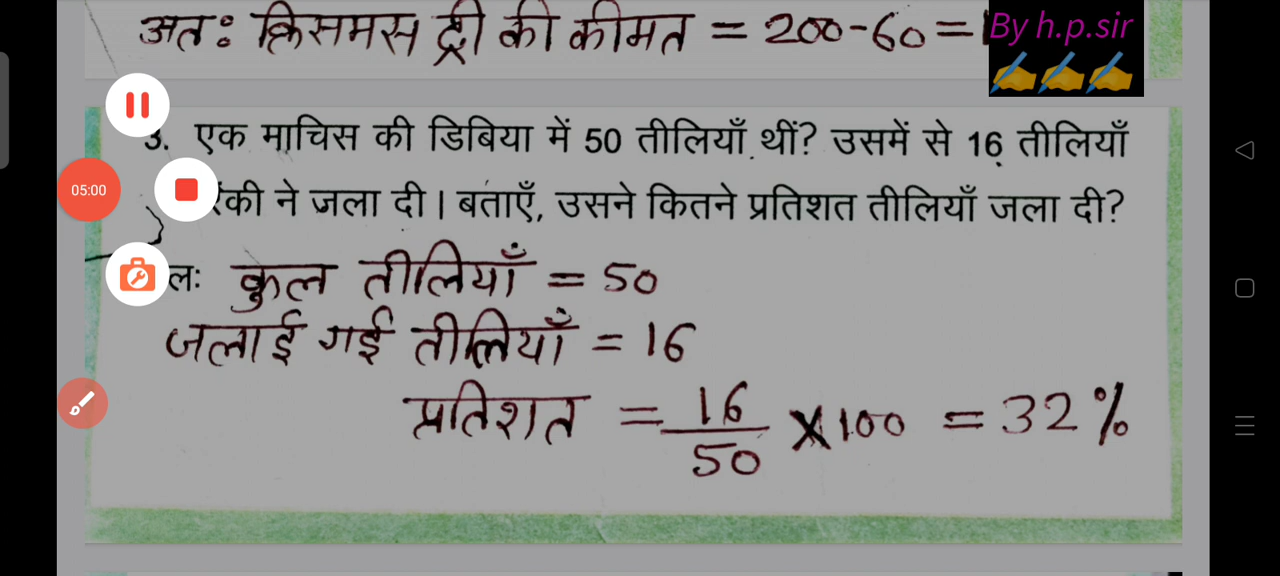 अतः क्रिसमस ट्री की कीमत = 200-60=
By h.p.sir
3. एक माचिस की डिबिया में 50 तीलियाँ थीं? उसमें से 16 तीलियाँ
ने जला दी। बताएँ, उसने कितने प्रतिशत तीलियाँ जला दी?
05:00
कुल तीलियाँ = 50
जलाई गई तीलियाँ = 16
प्रतिशत = 16/50 × 100 = 32%